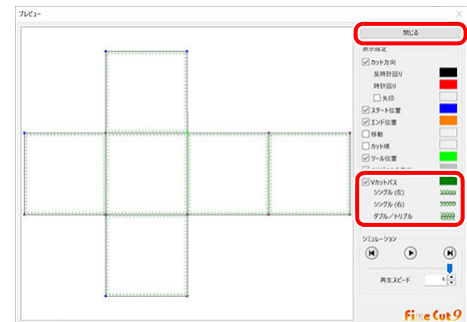 プレビュー
閉じる
表示設定
カット方向
反時計回り
時計回り
矢印
スタート位置
エンド位置
移動
カット順
ツール位置
Vカットパス
シングル (左)
シングル (右)
ダブル／トリプル
シミュレーション
再生スピード
6
FineCut9